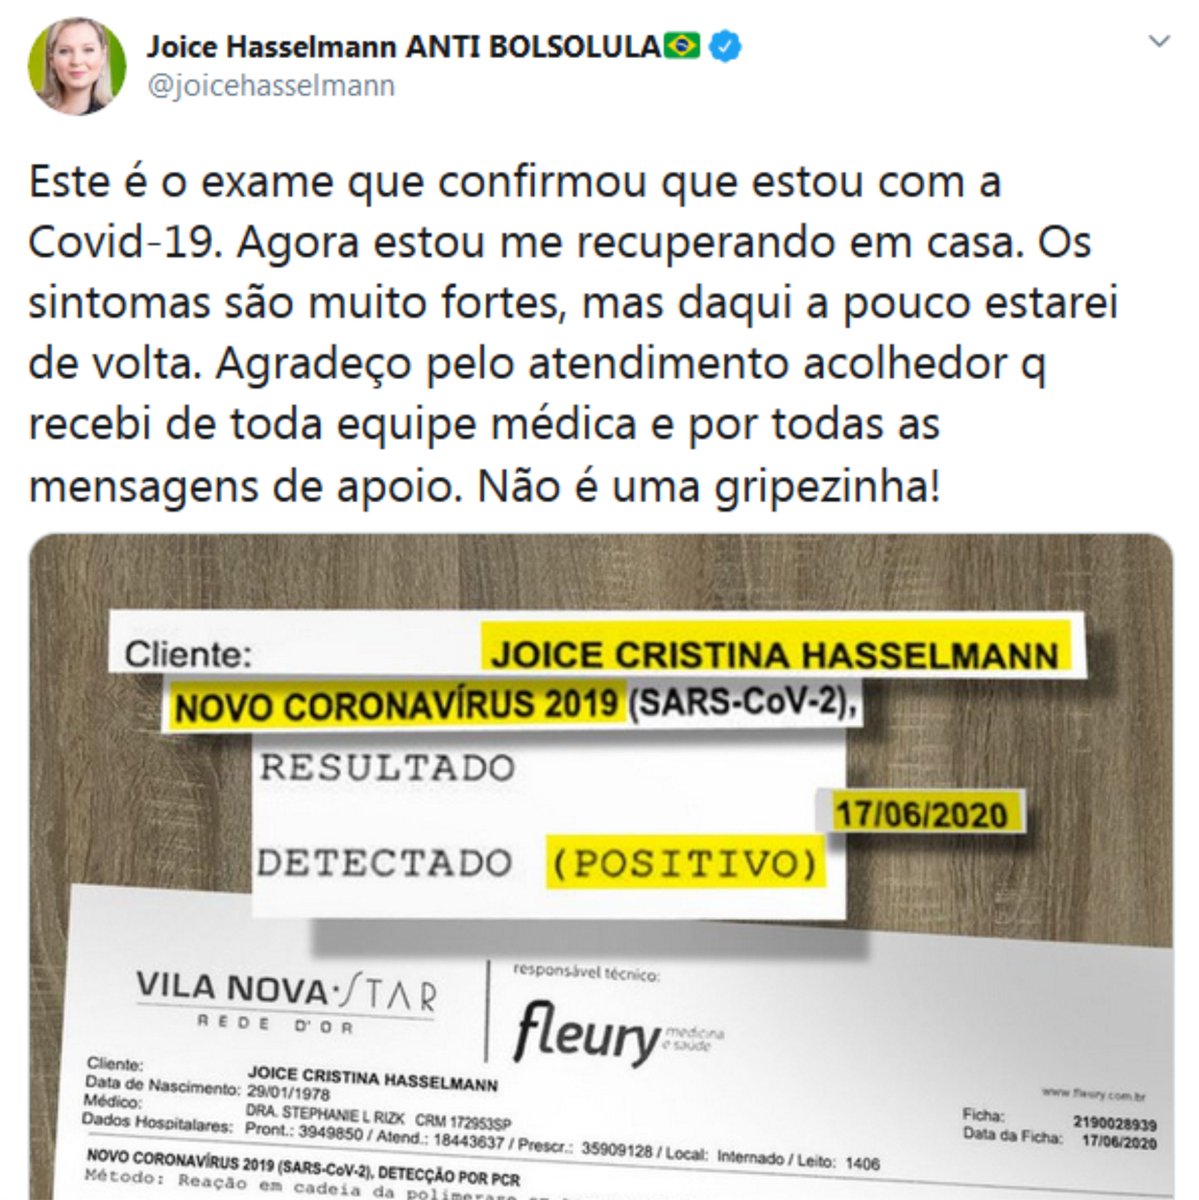 Joice Hasselmann ANTI BOLSOLULA
@joicehasselmann
Este é o exame que confirmou que estou com a
Covid-19. Agora estou me recuperando em casa. Os
sintomas são muito fortes, mas daqui a pouco estarei
de volta. Agradeço pelo atendimento acolhedor q
recebi de toda equipe médica e por todas as
mensagens de apoio. Não é uma gripezinha!
Cliente: JOICE CRISTINA HASSELMANN
NOVO CORONAVÍRUS 2019 (SARS-CoV-2),
RESULTADO
17/06/2020
DETECTADO (POSITIVO)
VILA NOVA STAR
REDE D'OR
responsável técnico:
fleury medicina e saúde
www.fleury.com.br
Cliente: JOICE CRISTINA HASSELMANN
Data de Nascimento: 29/01/1978
Médico: DRA. STEPHANIE L RIZK CRM 172953SP
Dados Hospitalares: Pront.: 3949850 / Atend.: 18443637 / Prescr.: 35909128 / Local: Internado / Leito: 1406
Ficha: 2190028939
Data da Ficha: 17/06/2020
NOVO CORONAVÍRUS 2019 (SARS-CoV-2), DETECÇÃO POR PCR
Método: Reação em cadeia da polimerase